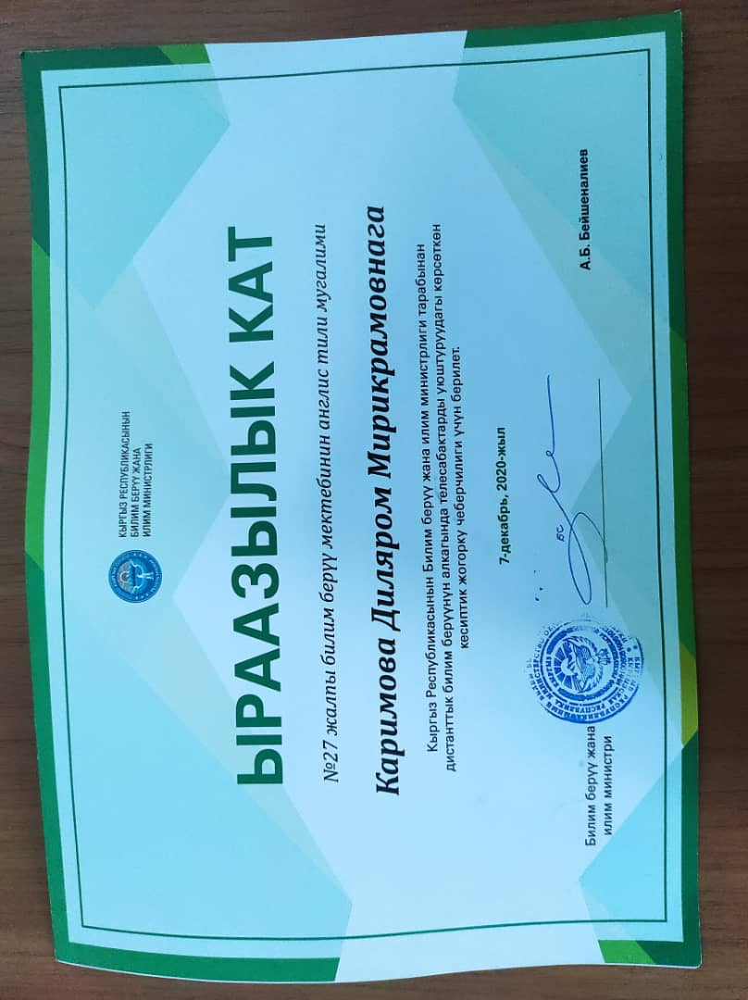 КЫРГЫЗ РЕСПУБЛИКАСЫНЫН
БИЛИМ БЕРҮҮ ЖАНА
ИЛИМ МИНИСТРЛИГИ
ЫРААЗЫЛЫК КАТ
№27 жалпы билим берүү мектебинин англис тили мугалими
Каримова Диляром Мирикрамовнага
Кыргыз Республикасынын Билим берүү жана илим министрлиги тарабынан
дистанттык билим берүүнүн алкагында телесабактарды уюштуруудагы көрсөткөн
кесиптик жогорку чеберчилиги үчүн берилет.
7-декабрь, 2020-жыл
Билим берүү жана
илим министри
А.Б. Бейшеналиев